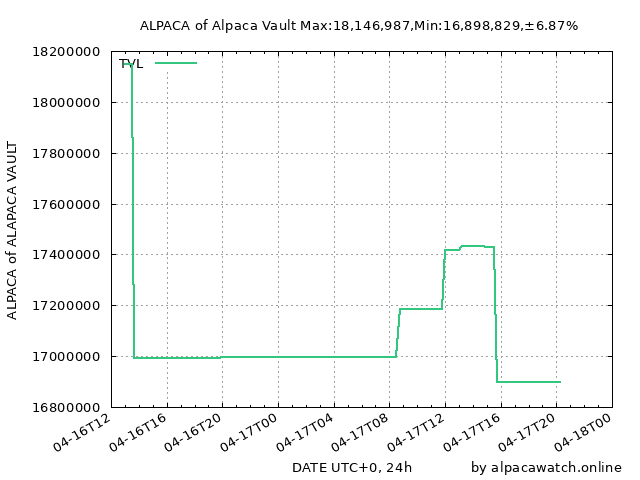 ALPACA of Alpaca Vault Max:18,146,987,Min:16,898,829,±6.87%
18200000
TVL
18000000
17800000
17600000
17400000
17200000
17000000
16800000
ALPACA of ALAPACA VAULT
04-16T12
04-16T16
04-16T20
04-17T00
04-17T04
04-17T08
04-17T12
04-17T16
04-17T20
04-18T00
DATE UTC+0, 24h
by alpacawatch.online